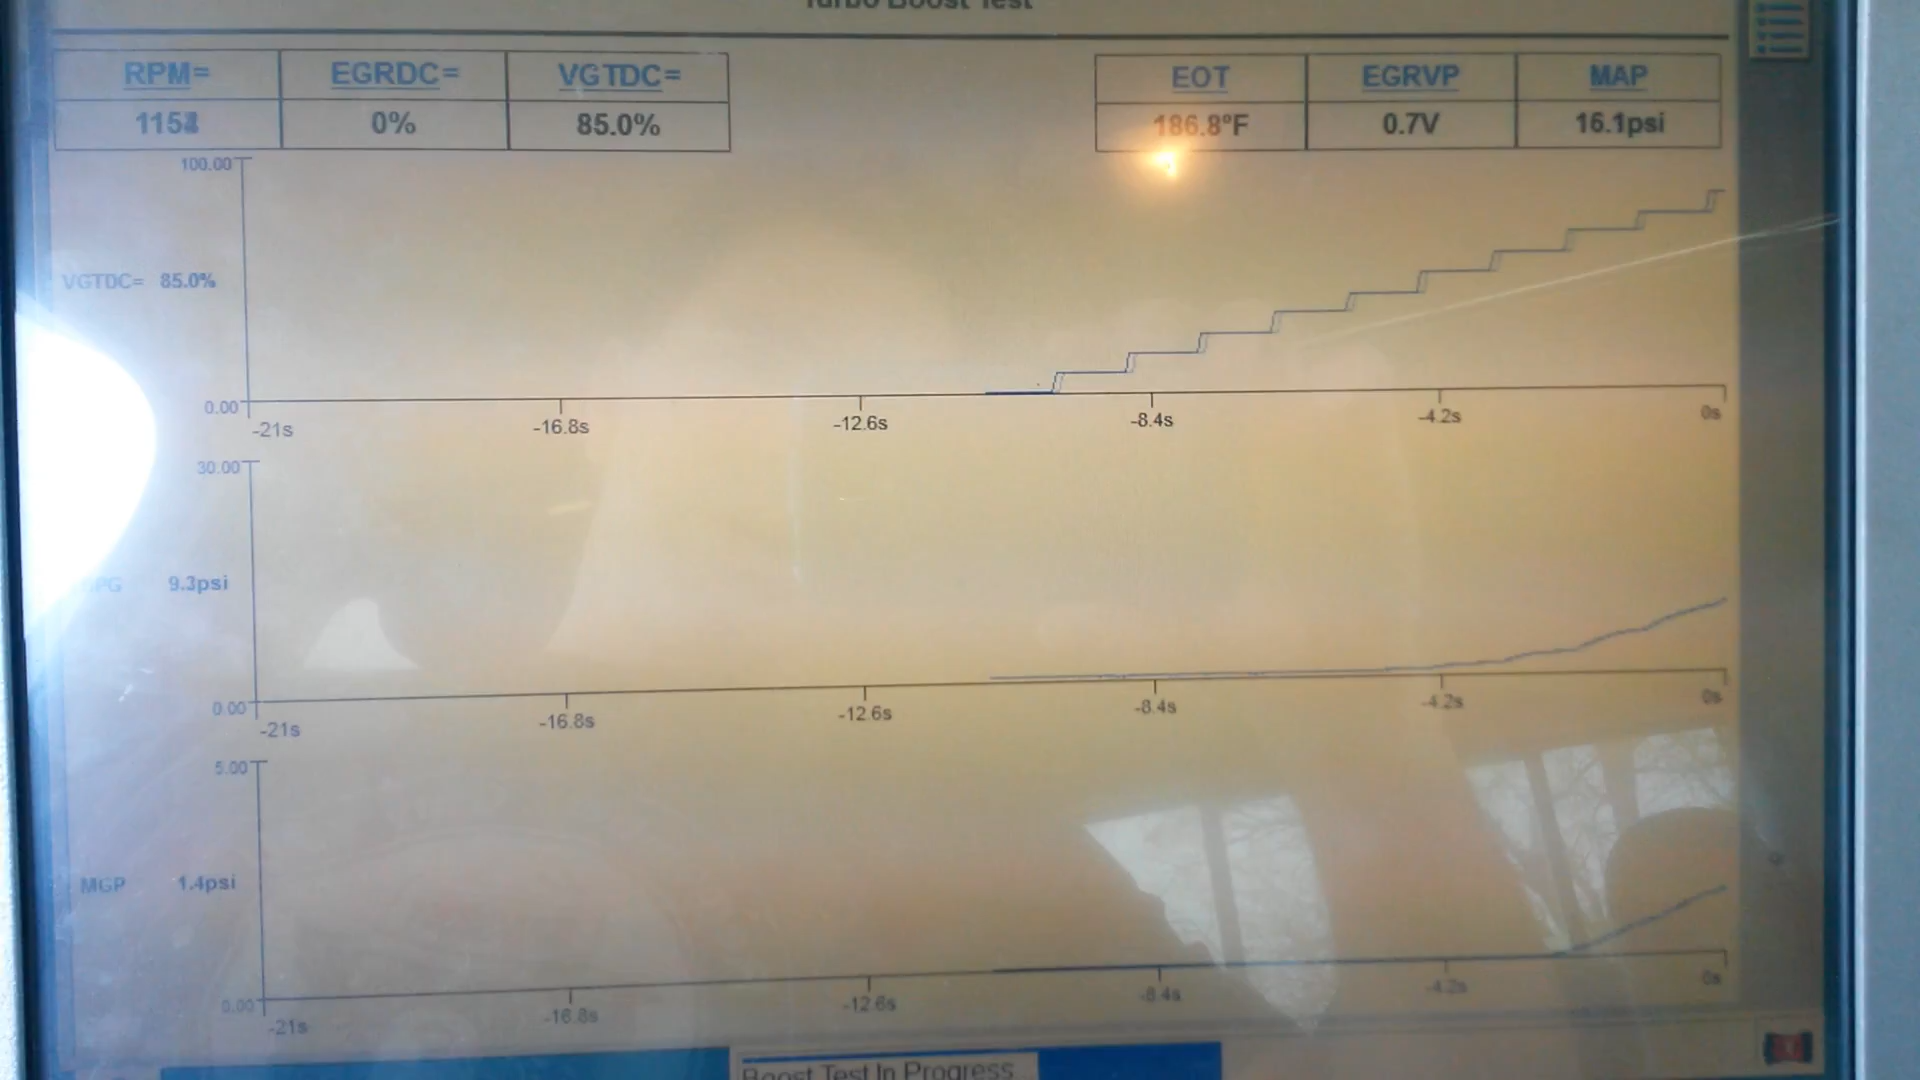 Turbo Boost Test
RPM= EGRDC= VGTDC= EOT EGRVP MAP
0% 85.0% 186.8°F 0.7V 16.1psi
100.00
VGTDC= 85.0%
0.00
-21s -16.8s -12.6s -8.4s -4.2s 0s
30.00
9.3psi
0.00
-21s -16.8s -12.6s -8.4s -4.2s 0s
5.00
MGP 1.4psi
0.00
-21s -16.8s -12.6s -8.4s -4.2s 0s
Boost Test In Progress...